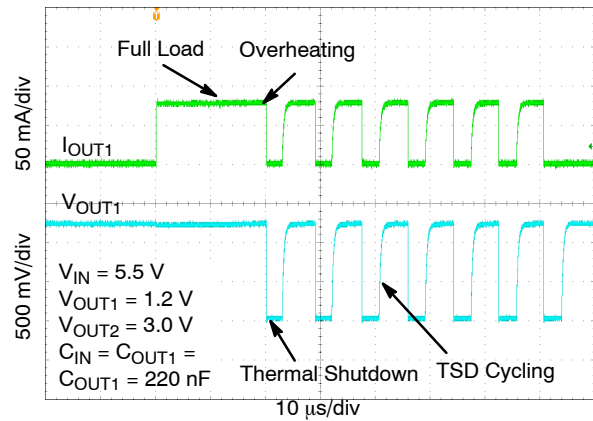 T
Full Load
Overheating
50 mA/div
IOUT1
VOUT1
500 mV/div
VIN = 5.5 V
VOUT1 = 1.2 V
VOUT2 = 3.0 V
CIN = COUT1 =
COUT1 = 220 nF
Thermal Shutdown
TSD Cycling
10 μs/div